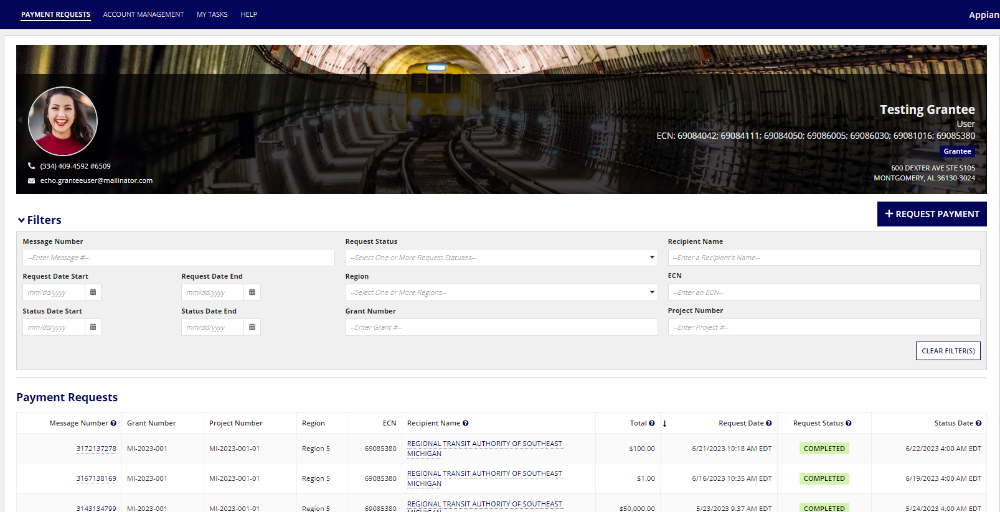 PAYMENT REQUESTS ACCOUNT MANAGEMENT MY TASKS HELP Appian
Testing Grantee
User
ECN: 69084042; 69084111; 69084050; 69086005; 69086030; 69081016; 69085380
Grantee
(334) 409-4592 #6509
600 DEXTER AVE STE S105
MONTGOMERY, AL 36130-3024
echo.granteeuser@mailinator.com
Filters
+ REQUEST PAYMENT
Message Number Request Status Recipient Name
--Enter Message #-- --Select One or More Request Statuses-- --Enter a Recipient's Name--
Request Date Start Request Date End Region ECN
mm/dd/yyyy mm/dd/yyyy --Select One or More Regions-- --Enter an ECN--
Status Date Start Status Date End Grant Number Project Number
mm/dd/yyyy mm/dd/yyyy --Enter Grant #-- --Enter Project #--
CLEAR FILTER(S)
Payment Requests
Message Number Grant Number Project Number Region ECN Recipient Name Total Request Date Request Status Status Date
3172137278 MI-2023-001 MI-2023-001-01 Region 5 69085380 REGIONAL TRANSIT AUTHORITY OF SOUTHEAST MICHIGAN $100.00 6/21/2023 10:18 AM EDT COMPLETED 6/22/2023 4:00 AM EDT
3167138169 MI-2023-001 MI-2023-001-01 Region 5 69085380 REGIONAL TRANSIT AUTHORITY OF SOUTHEAST MICHIGAN $1.00 6/16/2023 10:35 AM EDT COMPLETED 6/19/2023 4:00 AM EDT
3143134799 MI-2023-001 MI-2023-001-01 Region 5 69085380 REGIONAL TRANSIT AUTHORITY OF SOUTHEAST MICHIGAN $50,000.00 5/23/2023 9:37 AM EDT COMPLETED 5/24/2023 4:00 AM EDT